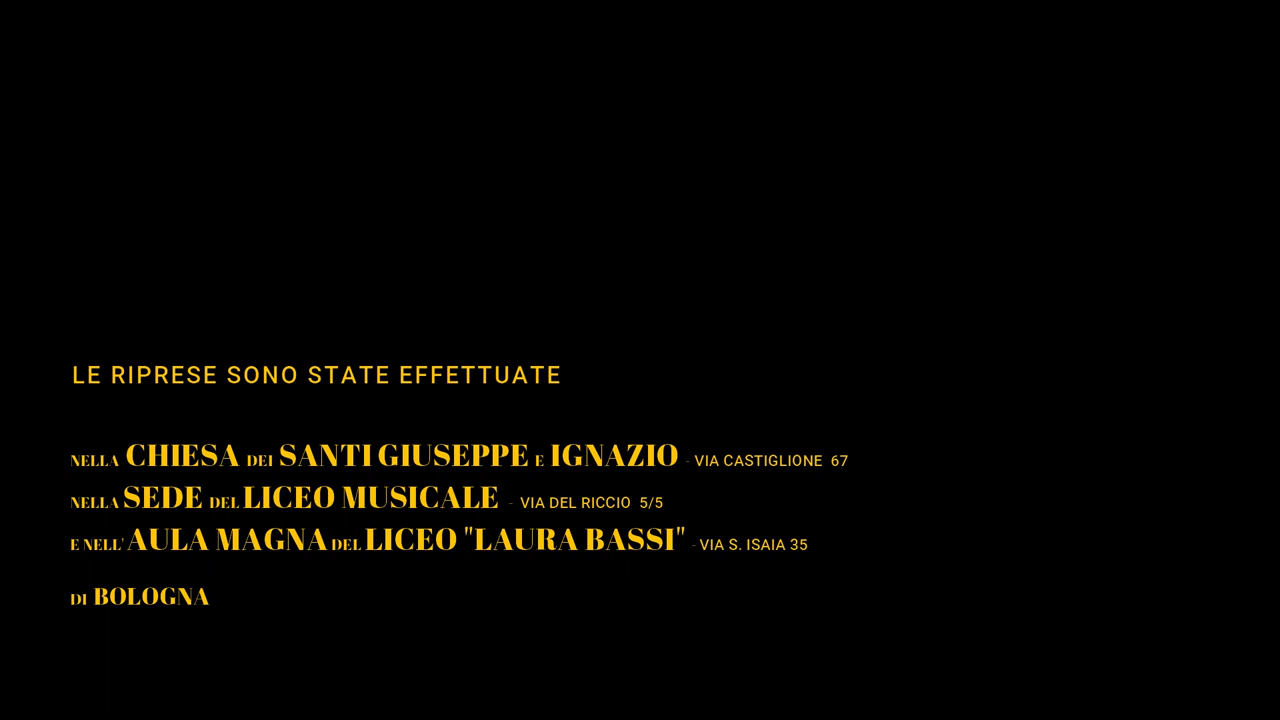 LE RIPRESE SONO STATE EFFETTUATE
NELLA CHIESA DEI SANTI GIUSEPPE E IGNAZIO - VIA CASTIGLIONE 67
NELLA SEDE DEL LICEO MUSICALE - VIA DEL RICCIO 5/5
E NELL' AULA MAGNA DEL LICEO "LAURA BASSI" - VIA S. ISAIA 35
DI BOLOGNA